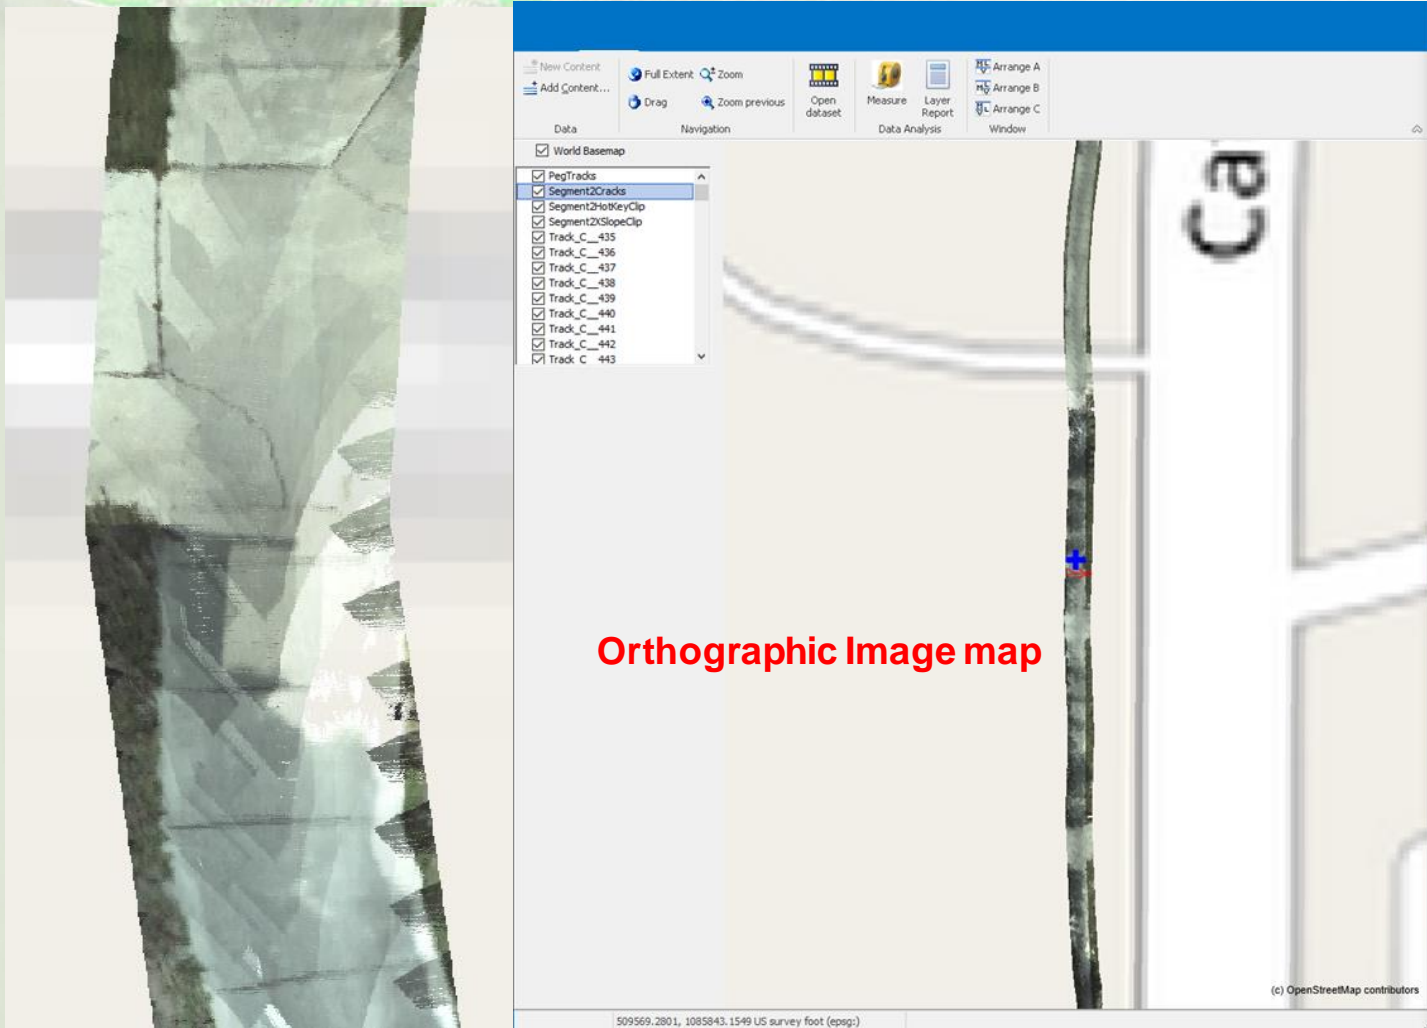 New Content
Add Content...
Data
Full Extent
Zoom
Drag
Zoom previous
Navigation
Open
dataset
Measure
Layer
Report
Data Analysis
Arrange A
Arrange B
Arrange C
Window
World Basemap
PegTracks
Segment2Cracks
Segment2HotKeyClip
Segment2XSlopeClip
Track_C__435
Track_C__436
Track_C__437
Track_C__438
Track_C__439
Track_C__440
Track_C__441
Track_C__442
Track C 443
Ca
Orthographic Image map
(c) OpenStreetMap contributors
509569.2801, 1085843.1549 US survey foot (epsg:)